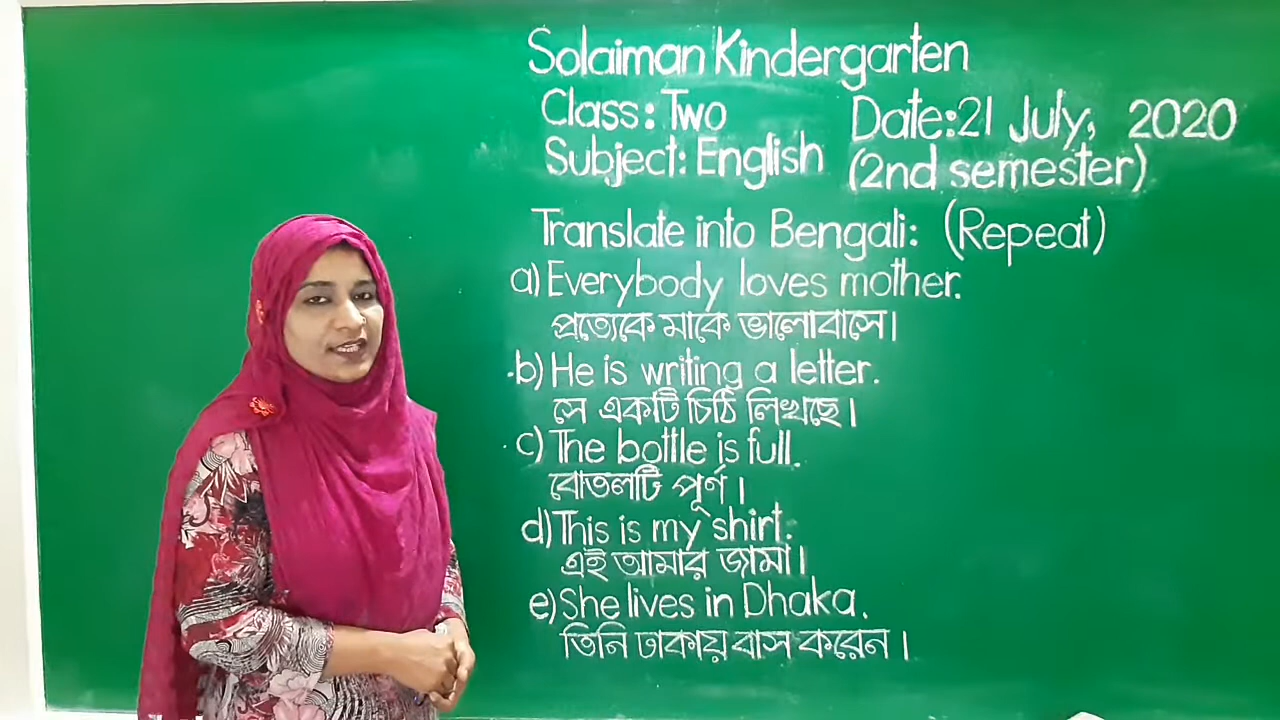 Solaiman Kindergarten
Class: Two Date:21 July, 2020
Subject: English (2nd semester)
Translate into Bengali: (Repeat)
a) Everybody loves mother.
প্রত্যেকে মাকে ভালোবাসে।
b) He is writing a letter.
সে একটি চিঠি লিখছে।
c) The bottle is full.
বোতলটি পূর্ণ।
d) This is my shirt.
এই আমার জামা।
e) She lives in Dhaka.
তিনি ঢাকায় বাস করেন।